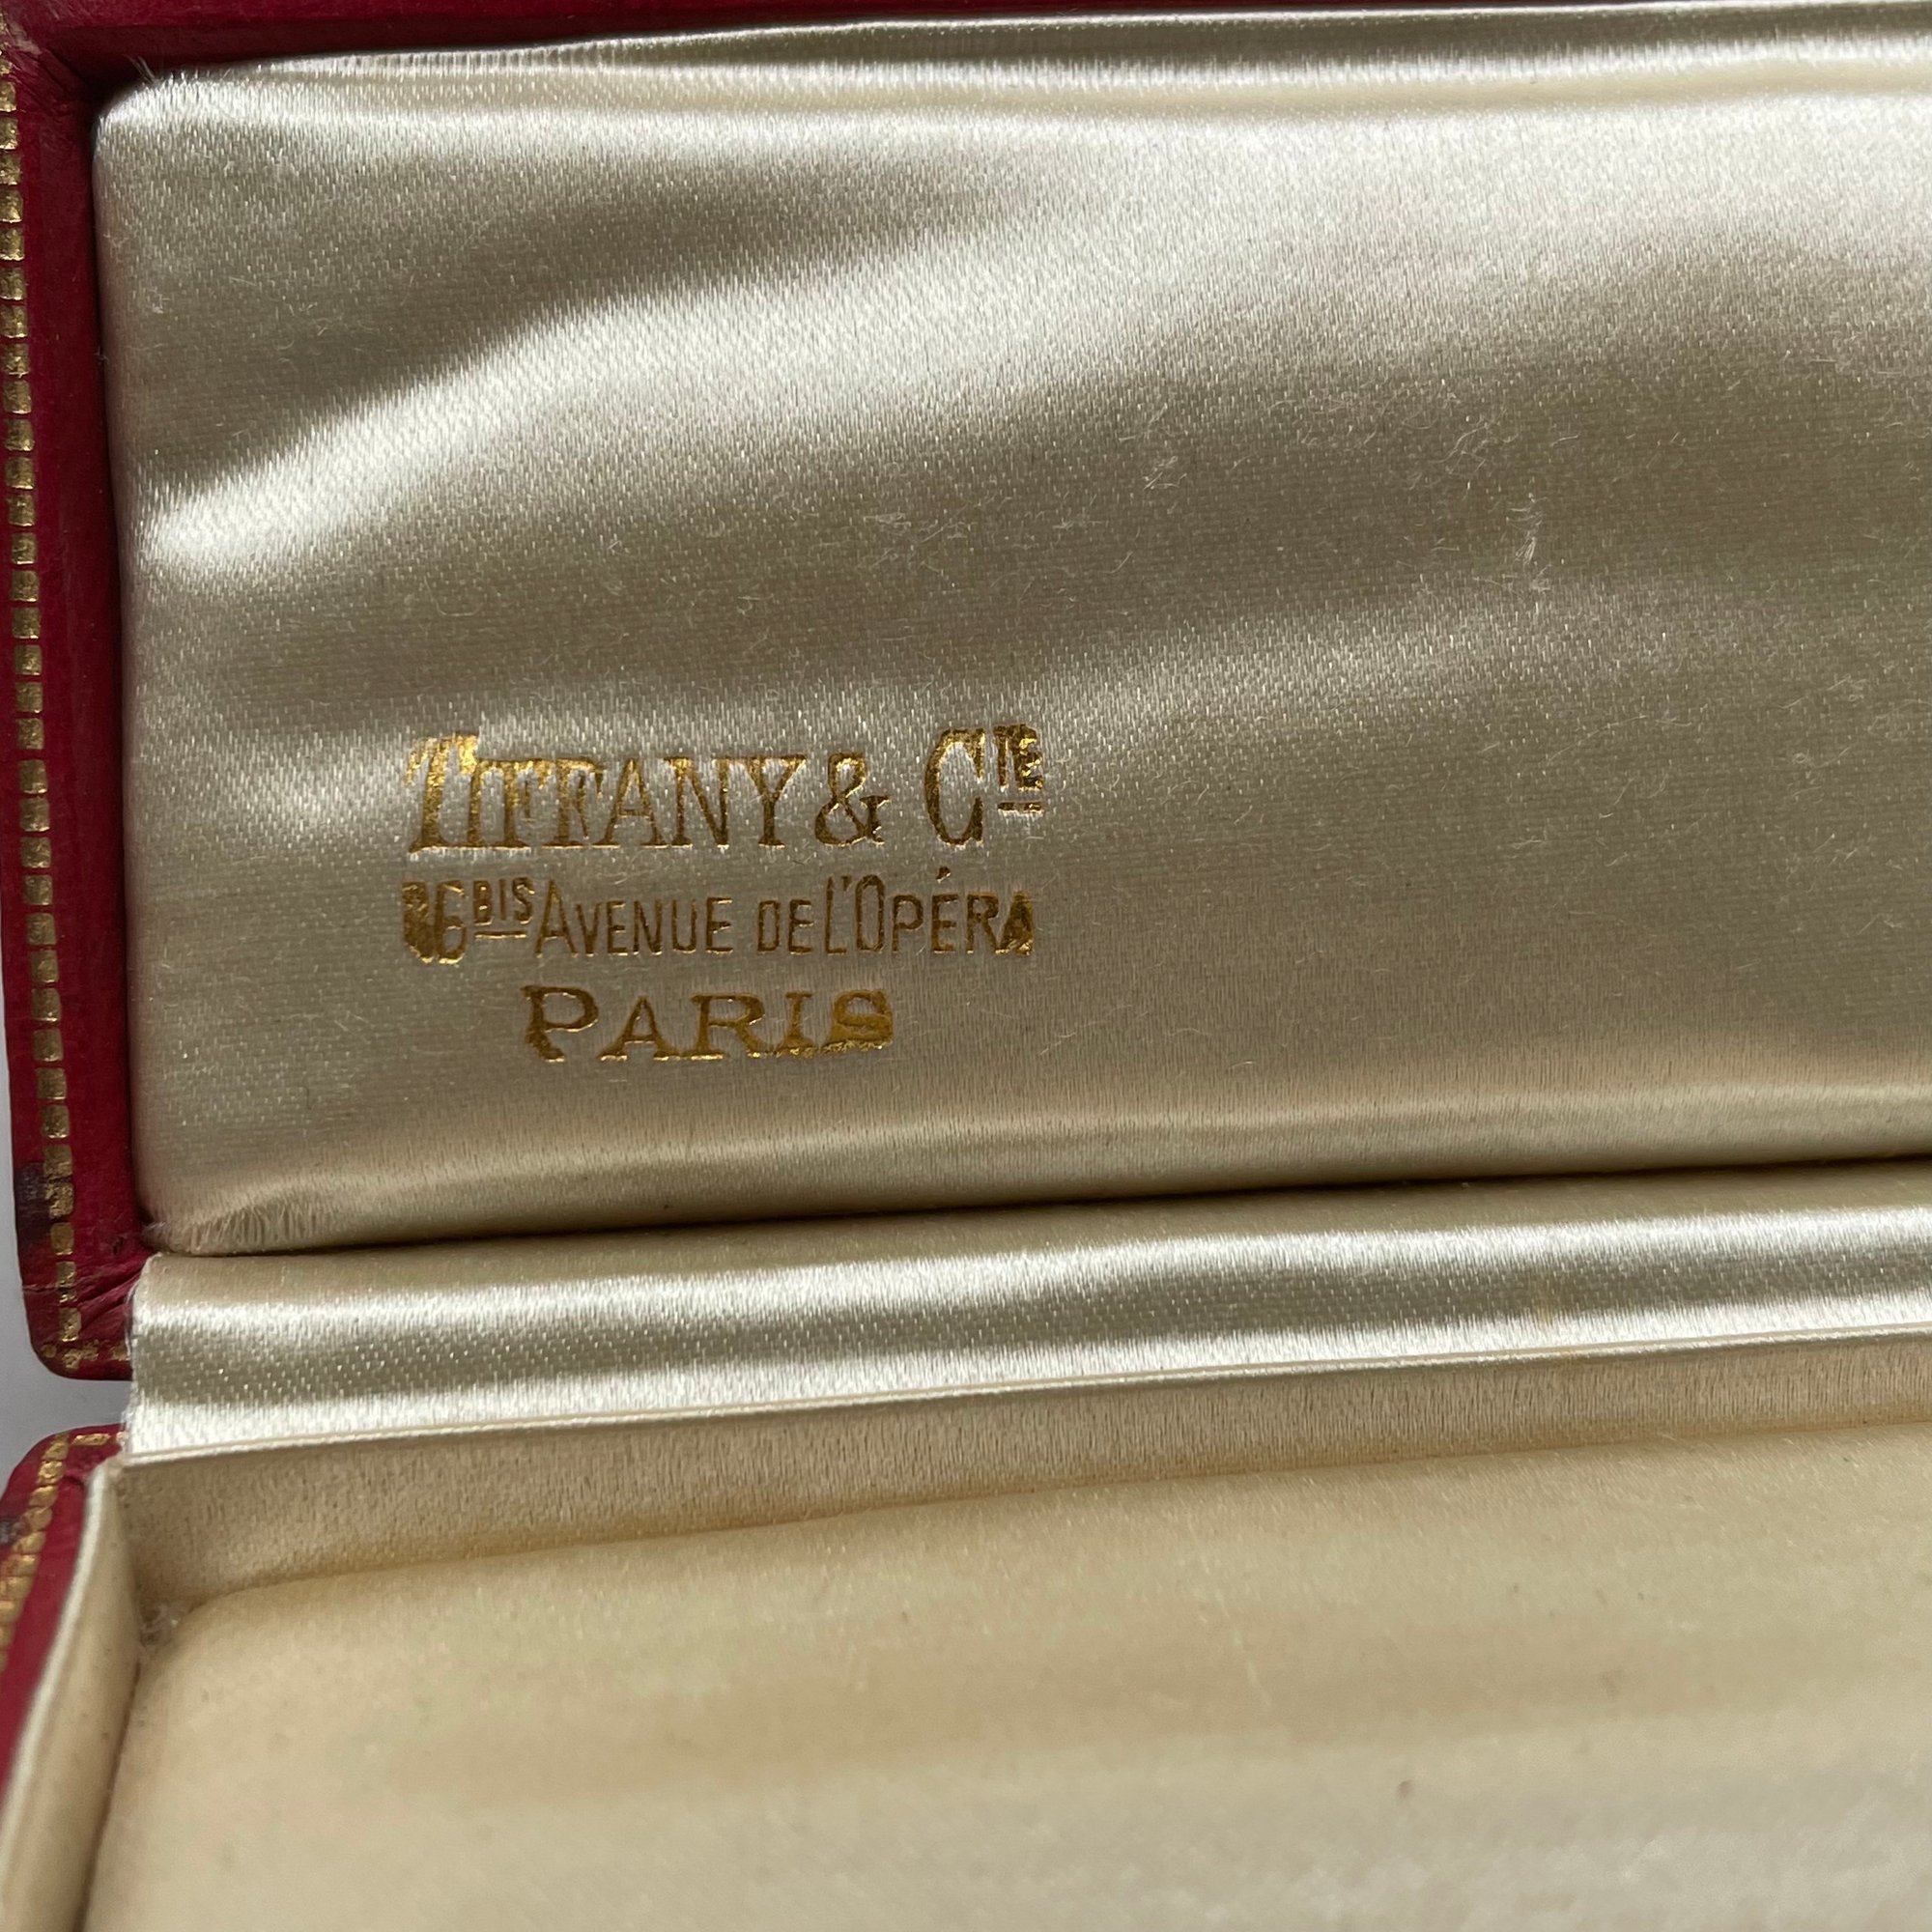 TIFFANY & CIE
36BIS AVENUE DE L'OPÉRA
PARIS